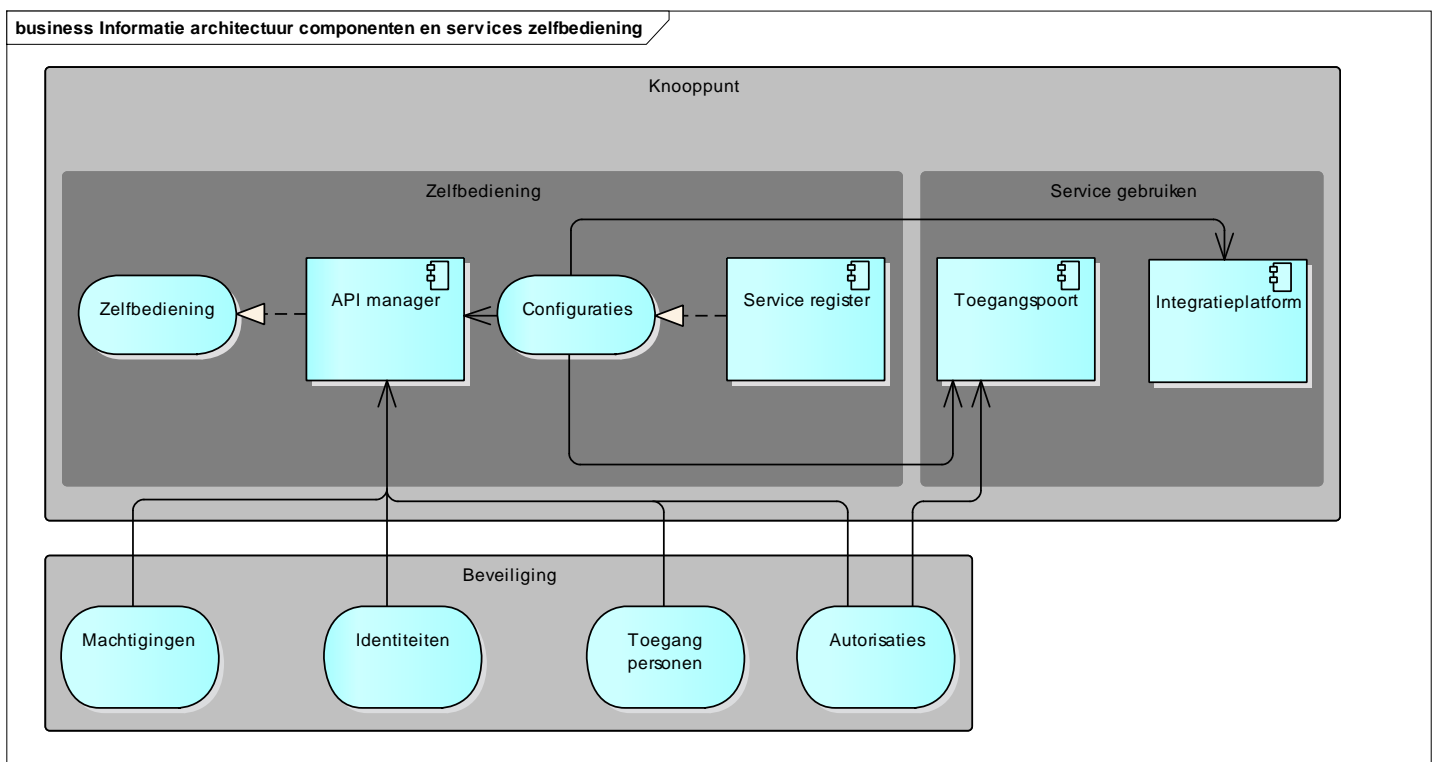 business Informatie architectuur componenten en services zelfbediening
Knooppunt
Zelfbediening
Service gebruiken
Zelfbediening
API manager
Configuraties
Service register
Toegangspoort
Integratieplatform
Beveiliging
Machtigingen
Identiteiten
Toegang
personen
Autorisaties